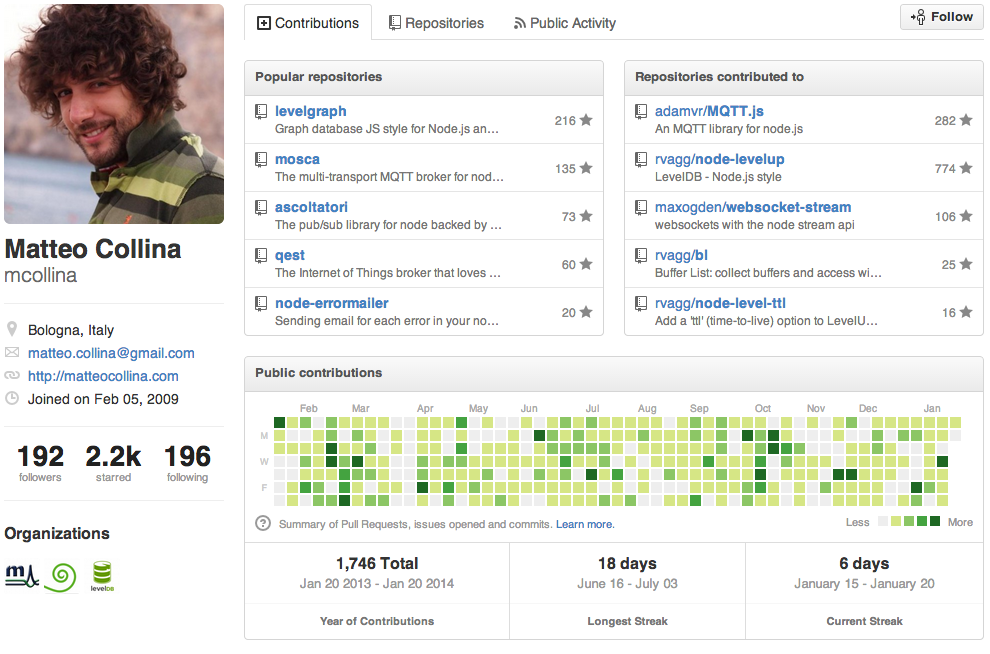 Contributions
Repositories
Public Activity
Follow
Matteo Collina
mcollina
Bologna, Italy
matteo.collina@gmail.com
http://matteocollina.com
Joined on Feb 05, 2009
192 2.2k 196
followers starred following
Organizations
levelDB
Popular repositories
levelgraph
Graph database JS style for Node.js an…
216
mosca
The multi-transport MQTT broker for nod…
135
ascoltatori
The pub/sub library for node backed by …
73
qest
The Internet of Things broker that loves …
60
node-errormailer
Sending email for each error in your no…
20
Repositories contributed to
adamvr/MQTT.js
An MQTT library for node.js
282
rvagg/node-levelup
LevelDB - Node.js style
774
maxogden/websocket-stream
websockets with the node stream api
106
rvagg/bl
Buffer List: collect buffers and access wi…
25
rvagg/node-level-ttl
Add a 'ttl' (time-to-live) option to LevelU…
16
Public contributions
Feb Mar Apr May Jun Jul Aug Sep Oct Nov Dec Jan
M
W
F
? Summary of Pull Requests, issues opened and commits. Learn more.
Less More
1,746 Total
Jan 20 2013 - Jan 20 2014
Year of Contributions
18 days
June 16 - July 03
Longest Streak
6 days
January 15 - January 20
Current Streak